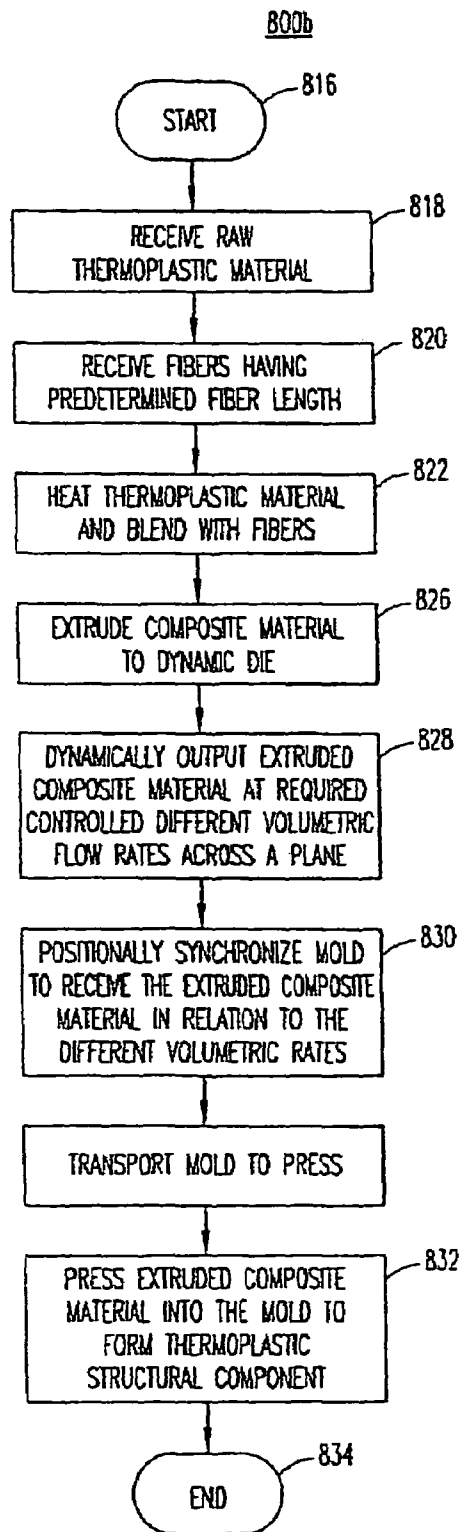 800b
816
START
818
RECEIVE RAW
THERMOPLASTIC MATERIAL
820
RECEIVE FIBERS HAVING
PREDETERMINED FIBER LENGTH
822
HEAT THERMOPLASTIC MATERIAL
AND BLEND WITH FIBERS
826
EXTRUDE COMPOSITE MATERIAL
TO DYNAMIC DIE
828
DYNAMICALLY OUTPUT EXTRUDED
COMPOSITE MATERIAL AT REQUIRED
CONTROLLED DIFFERENT VOLUMETRIC
FLOW RATES ACROSS A PLANE
830
POSITIONALLY SYNCHRONIZE MOLD
TO RECEIVE THE EXTRUDED COMPOSITE
MATERIAL IN RELATION TO THE
DIFFERENT VOLUMETRIC RATES
TRANSPORT MOLD TO PRESS
832
PRESS EXTRUDED COMPOSITE
MATERIAL INTO THE MOLD TO
FORM THERMOPLASTIC
STRUCTURAL COMPONENT
834
END